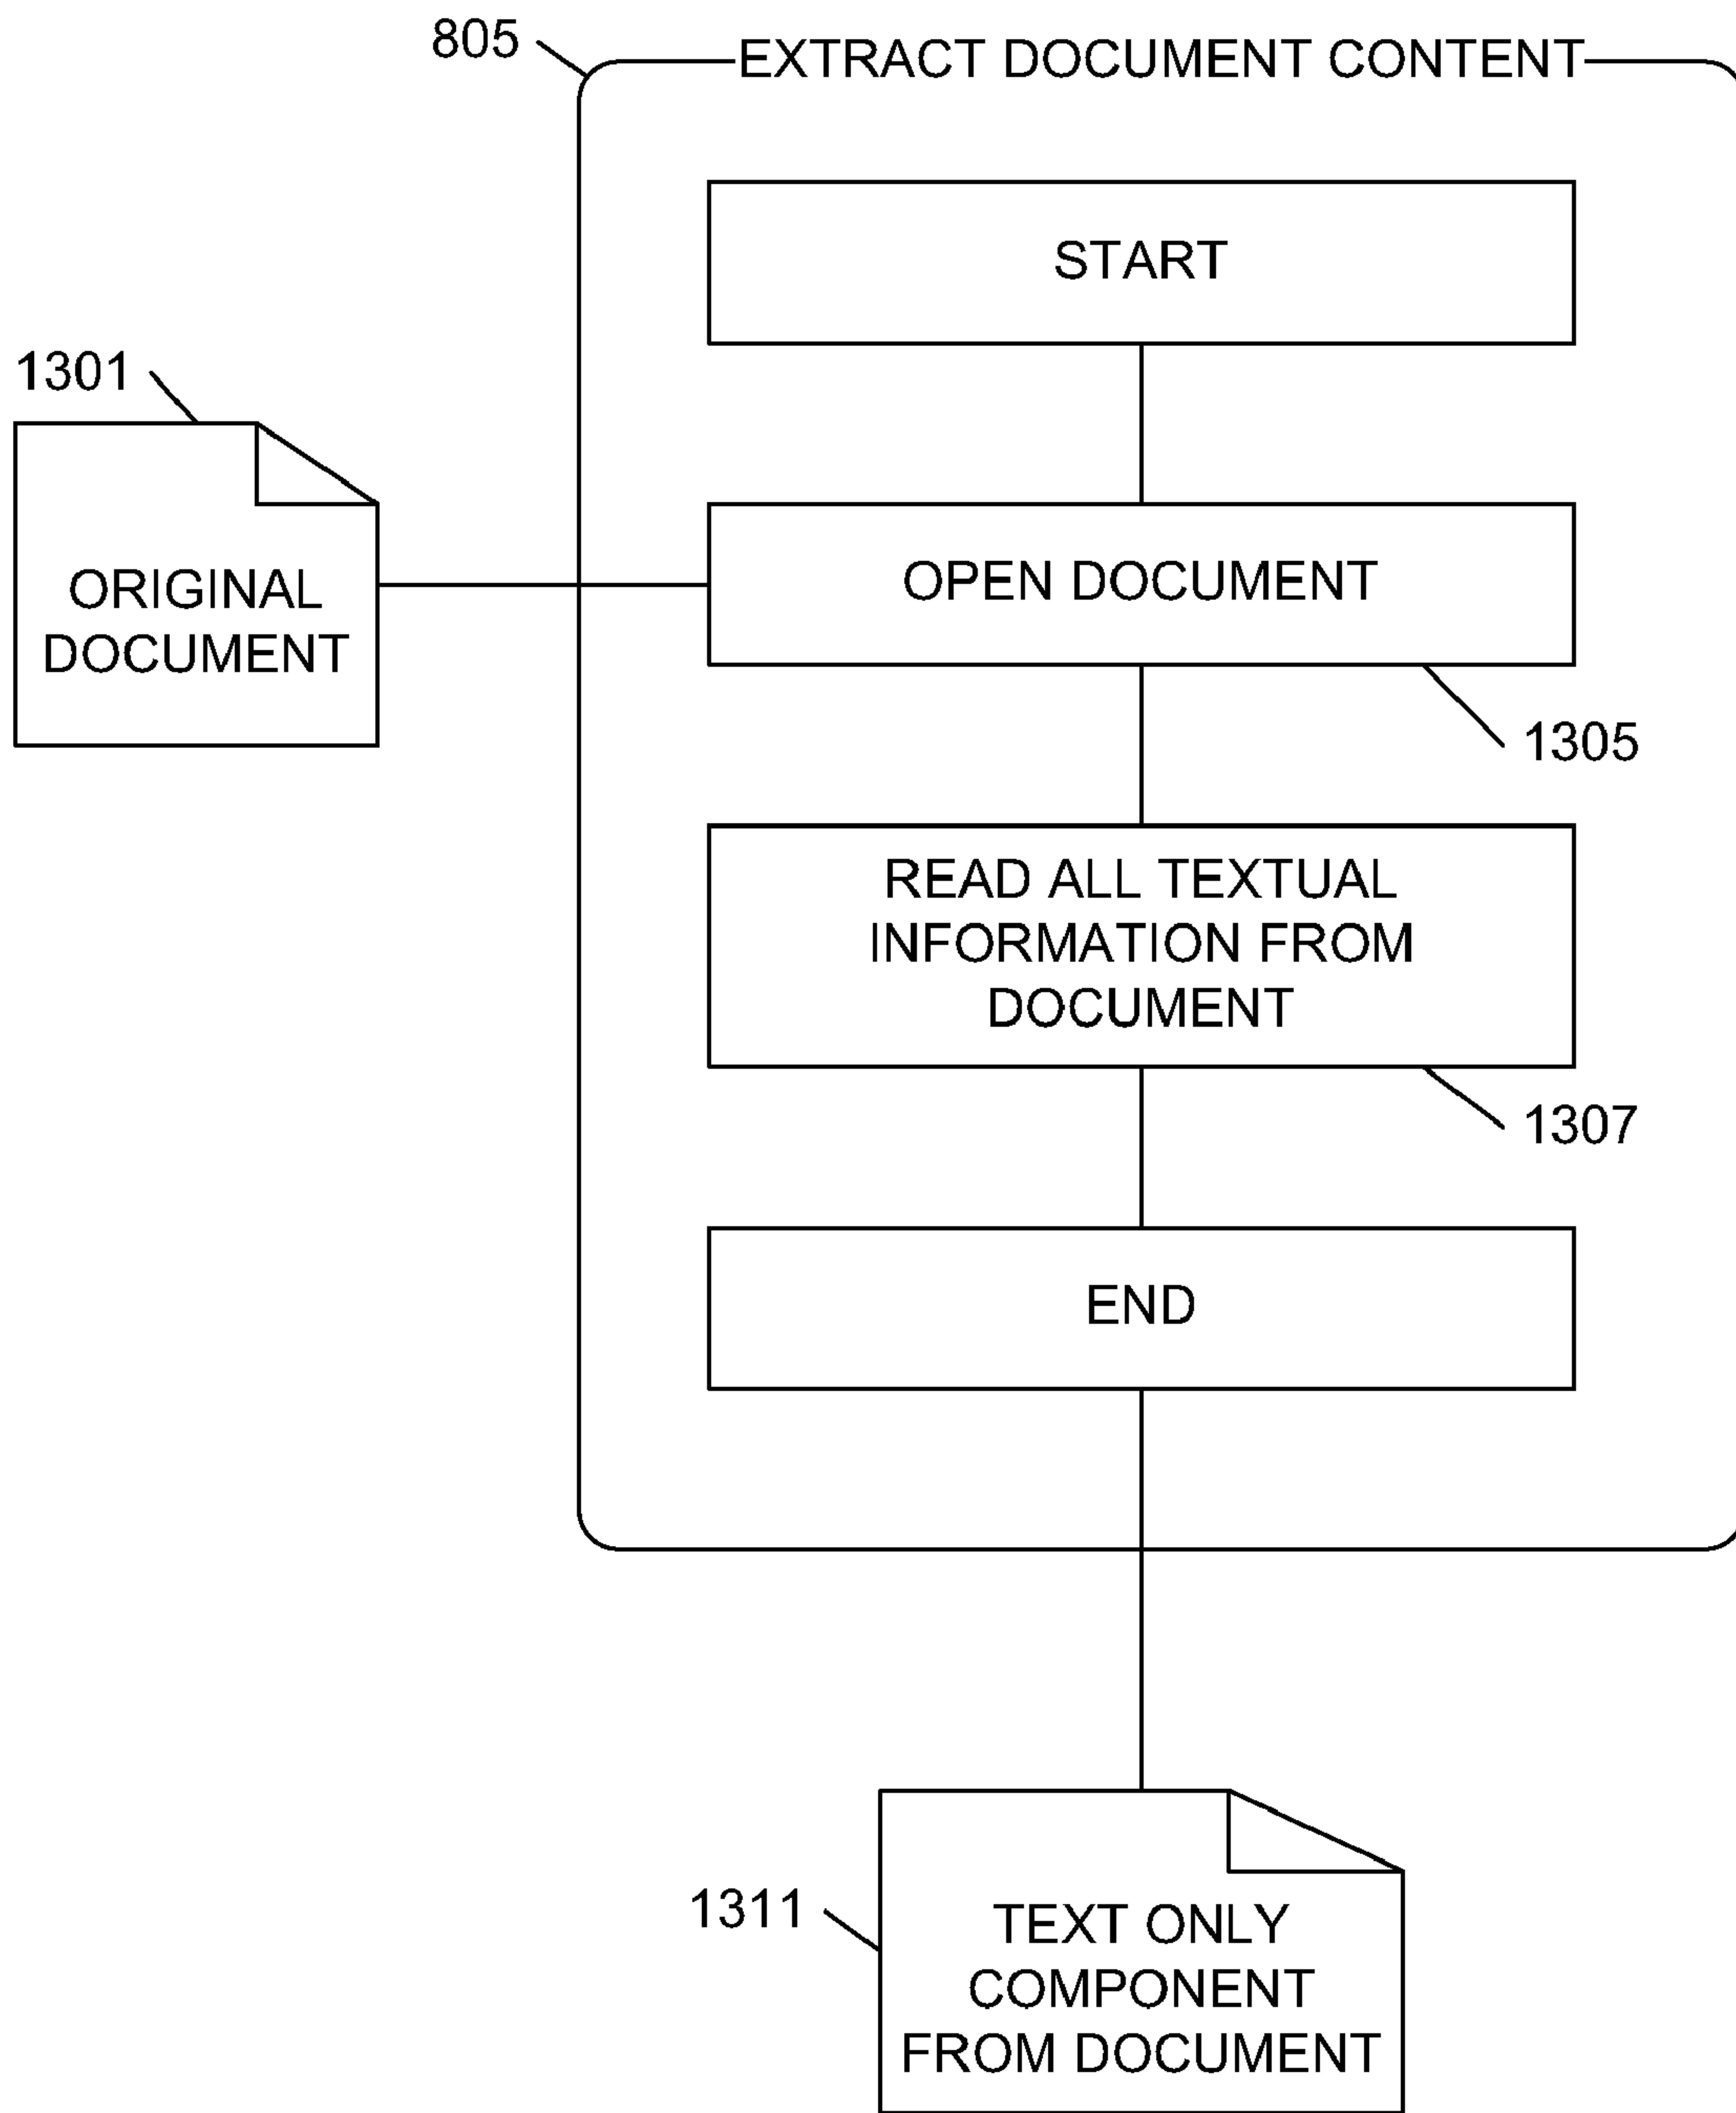 805
EXTRACT DOCUMENT CONTENT
START
1301
ORIGINAL
DOCUMENT
OPEN DOCUMENT
1305
READ ALL TEXTUAL
INFORMATION FROM
DOCUMENT
1307
END
1311
TEXT ONLY
COMPONENT
FROM DOCUMENT